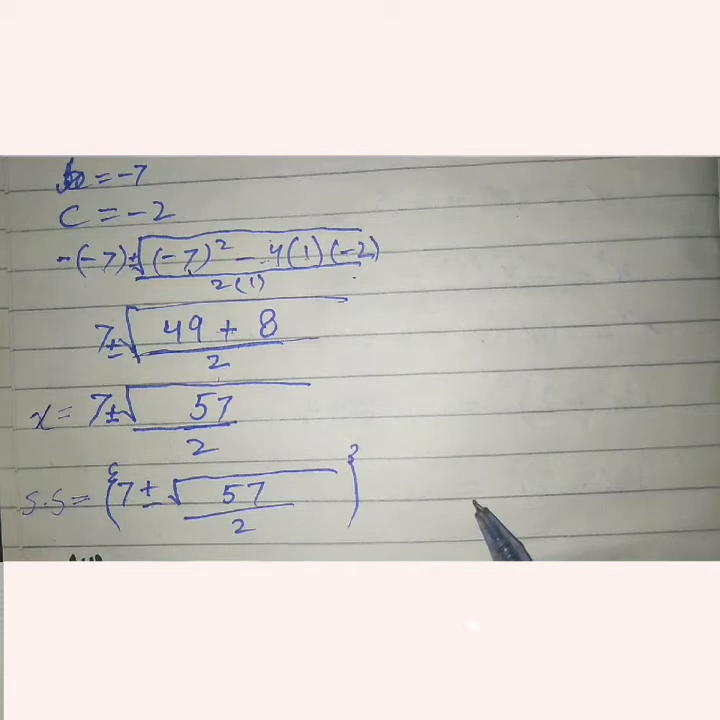 b = -7
C = -2
-(-7) ± √(-7)² - 4(1)(-2) / 2(1)
7 ± √49 + 8 / 2
x = 7 ± √57 / 2
S.S = {7 ± √57 / 2}